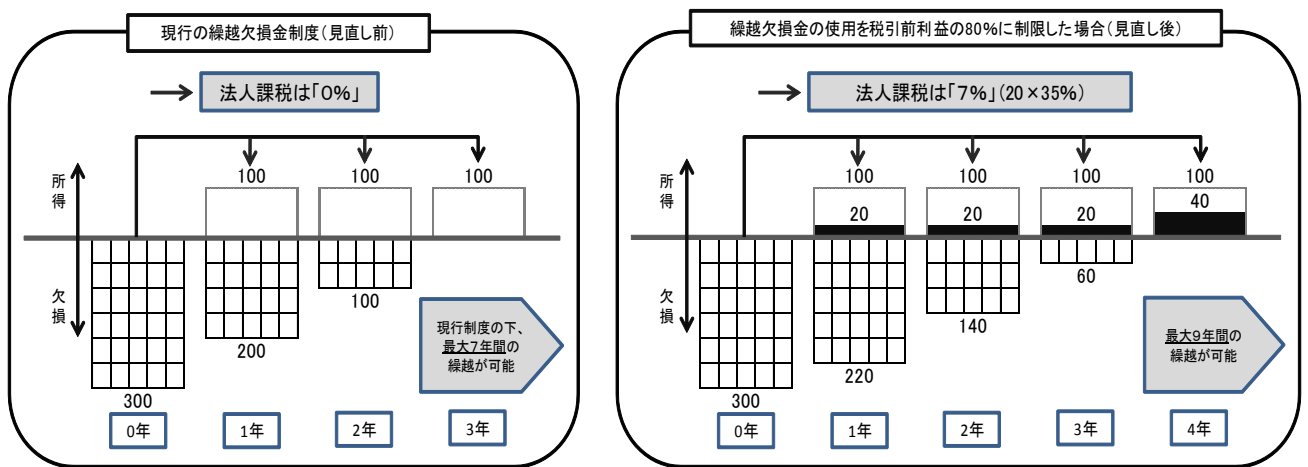 現行の繰越欠損金制度(見直し前)
法人課税は「0%」
所得
欠損
100
100
100
300
200
100
現行制度の下、
最大7年間の
繰越が可能
0年
1年
2年
3年
繰越欠損金の使用を税引前利益の80%に制限した場合(見直し後)
法人課税は「7%」(20×35%)
所得
欠損
100
100
100
100
20
20
20
40
300
220
140
60
最大9年間の
繰越が可能
0年
1年
2年
3年
4年